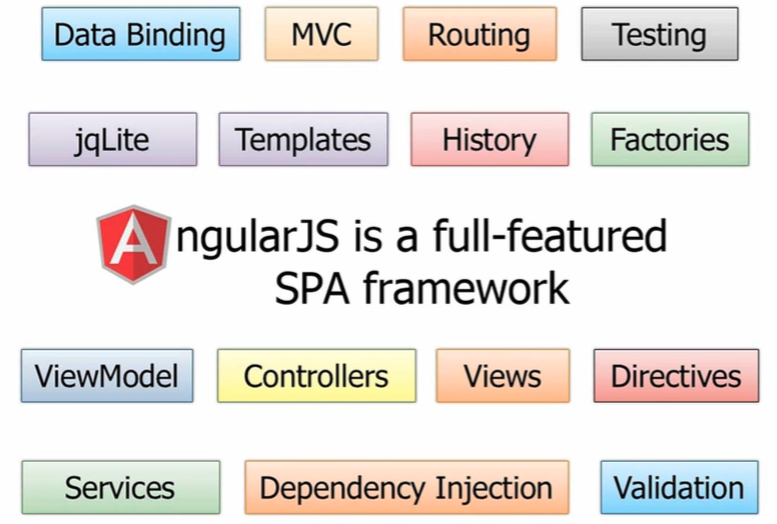 Data Binding MVC Routing Testing
jqLite Templates History Factories
AngularJS is a full-featured
SPA framework
ViewModel Controllers Views Directives
Services Dependency Injection Validation